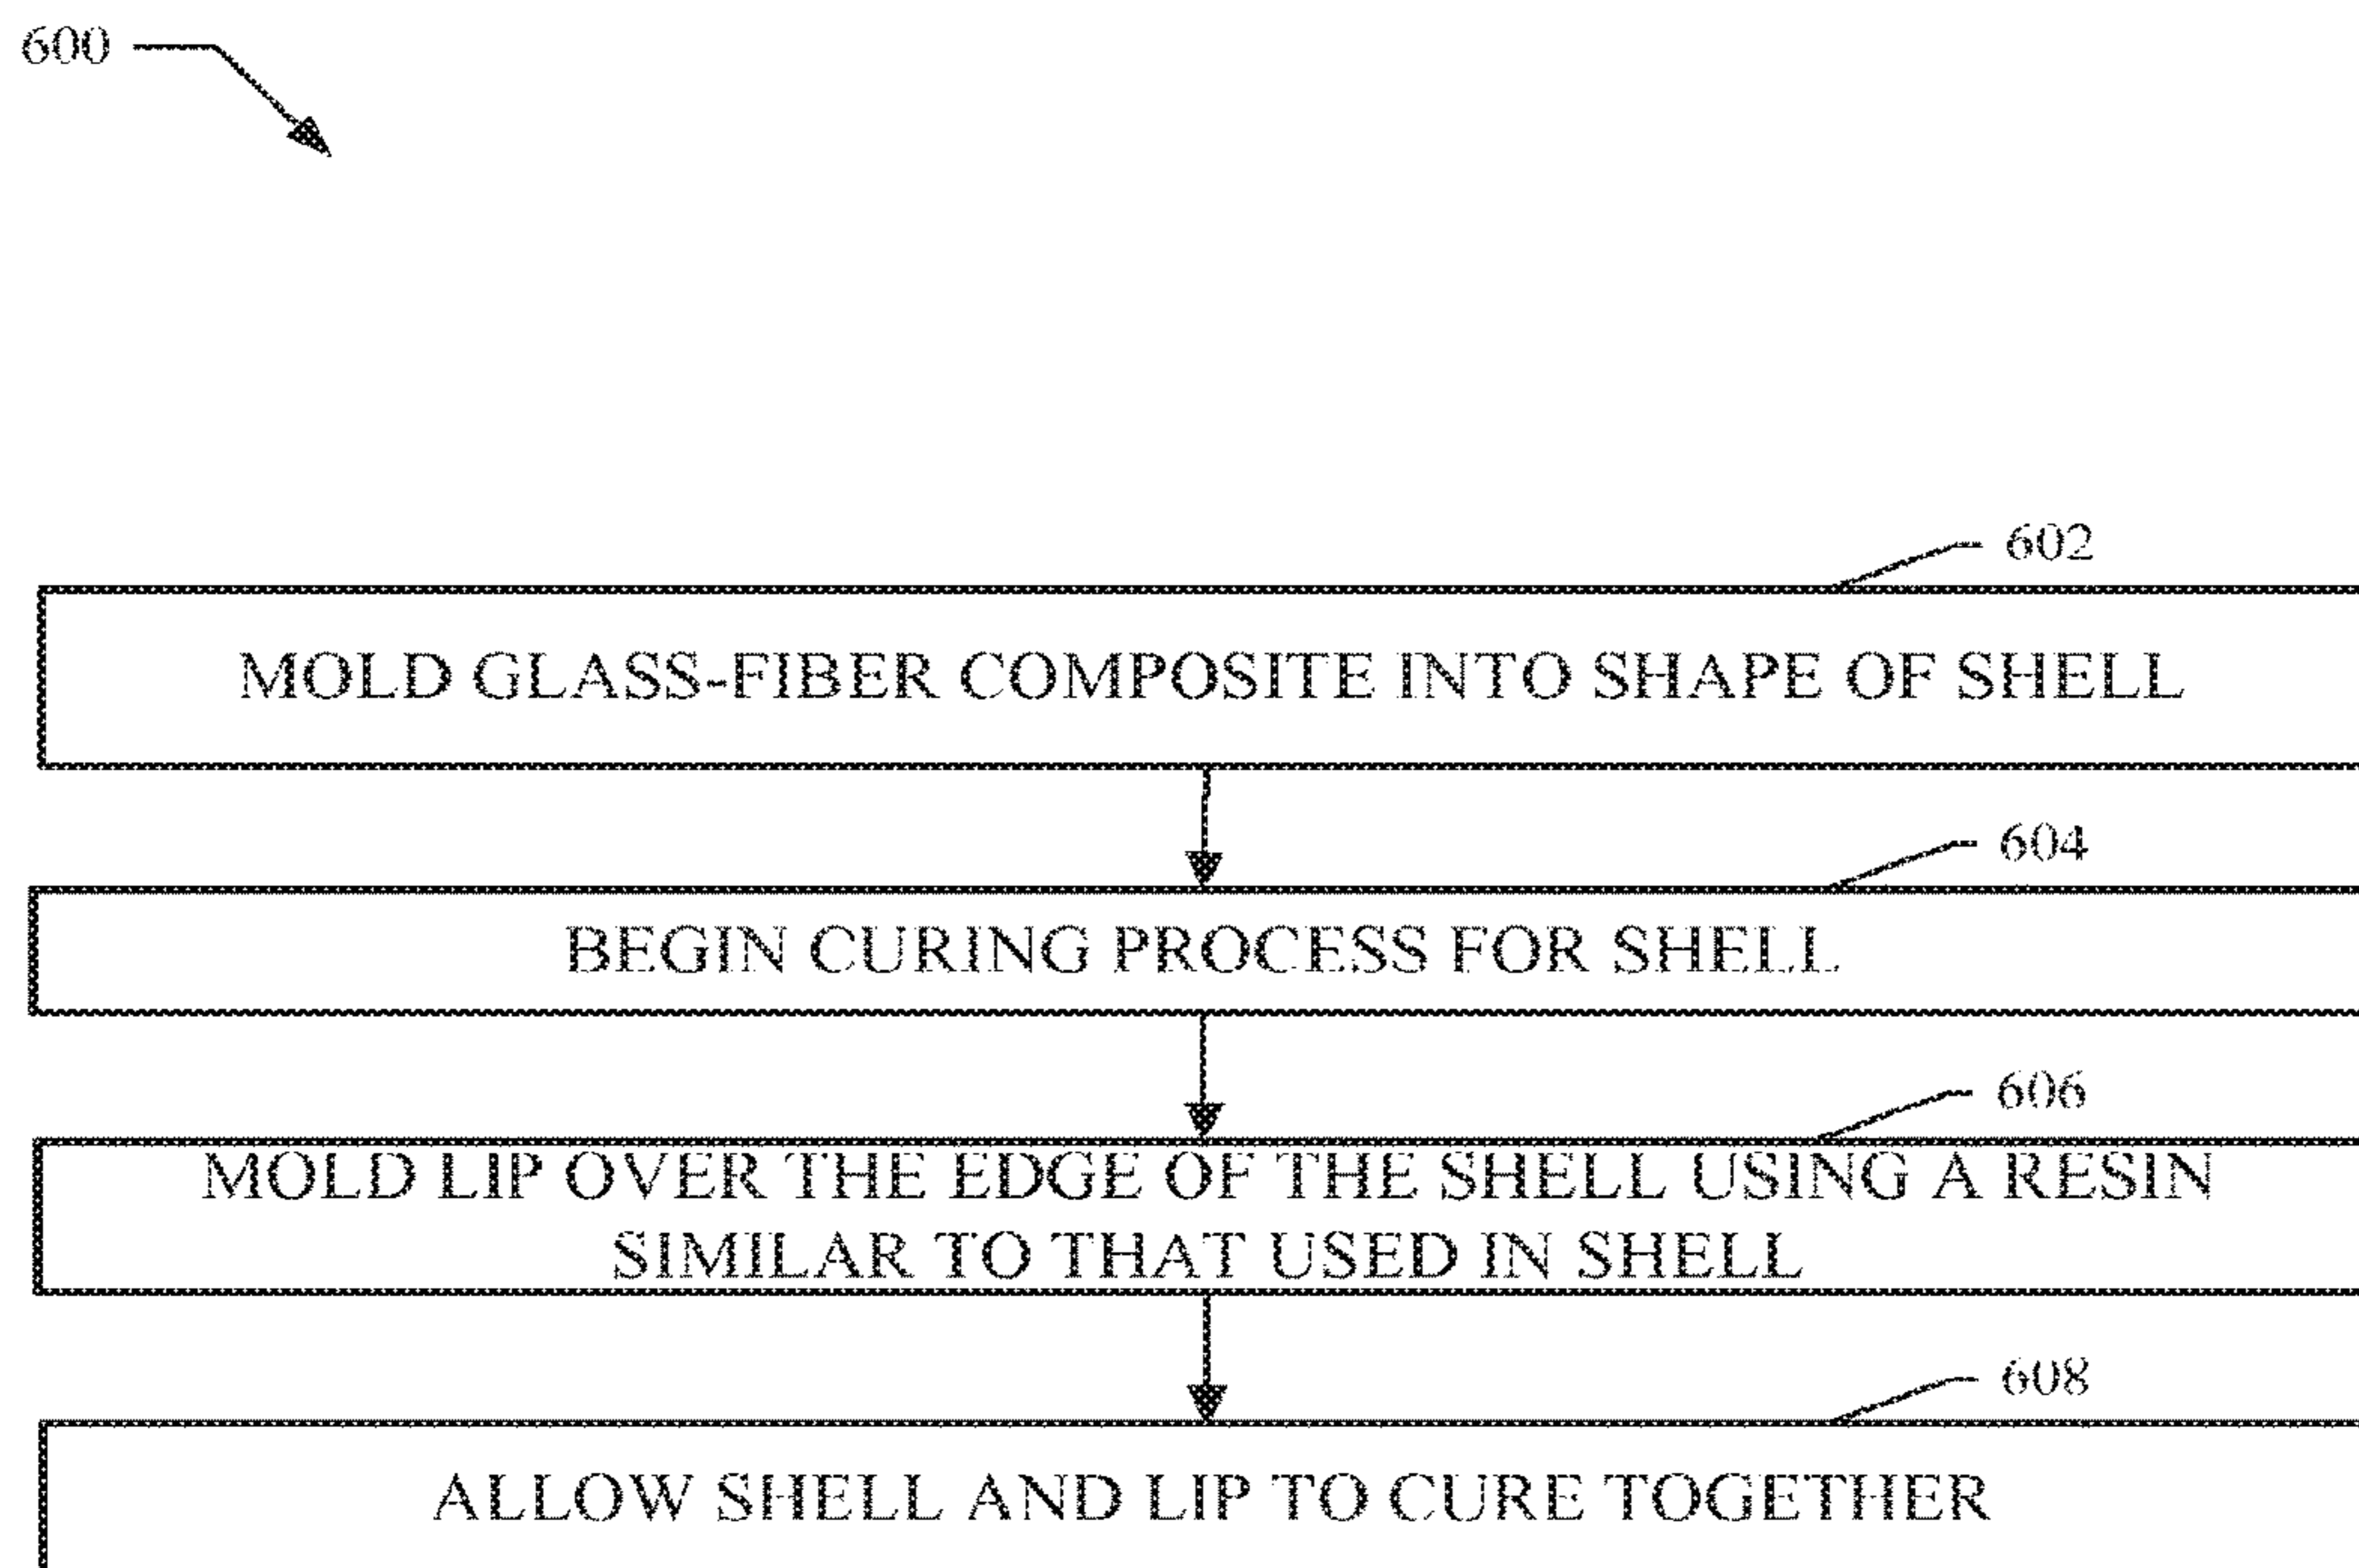 600
602
MOLD GLASS-FIBER COMPOSITE INTO SHAPE OF SHELL
604
BEGIN CURING PROCESS FOR SHELL
606
MOLD LIP OVER THE EDGE OF THE SHELL USING A RESIN
SIMILAR TO THAT USED IN SHELL
608
ALLOW SHELL AND LIP TO CURE TOGETHER